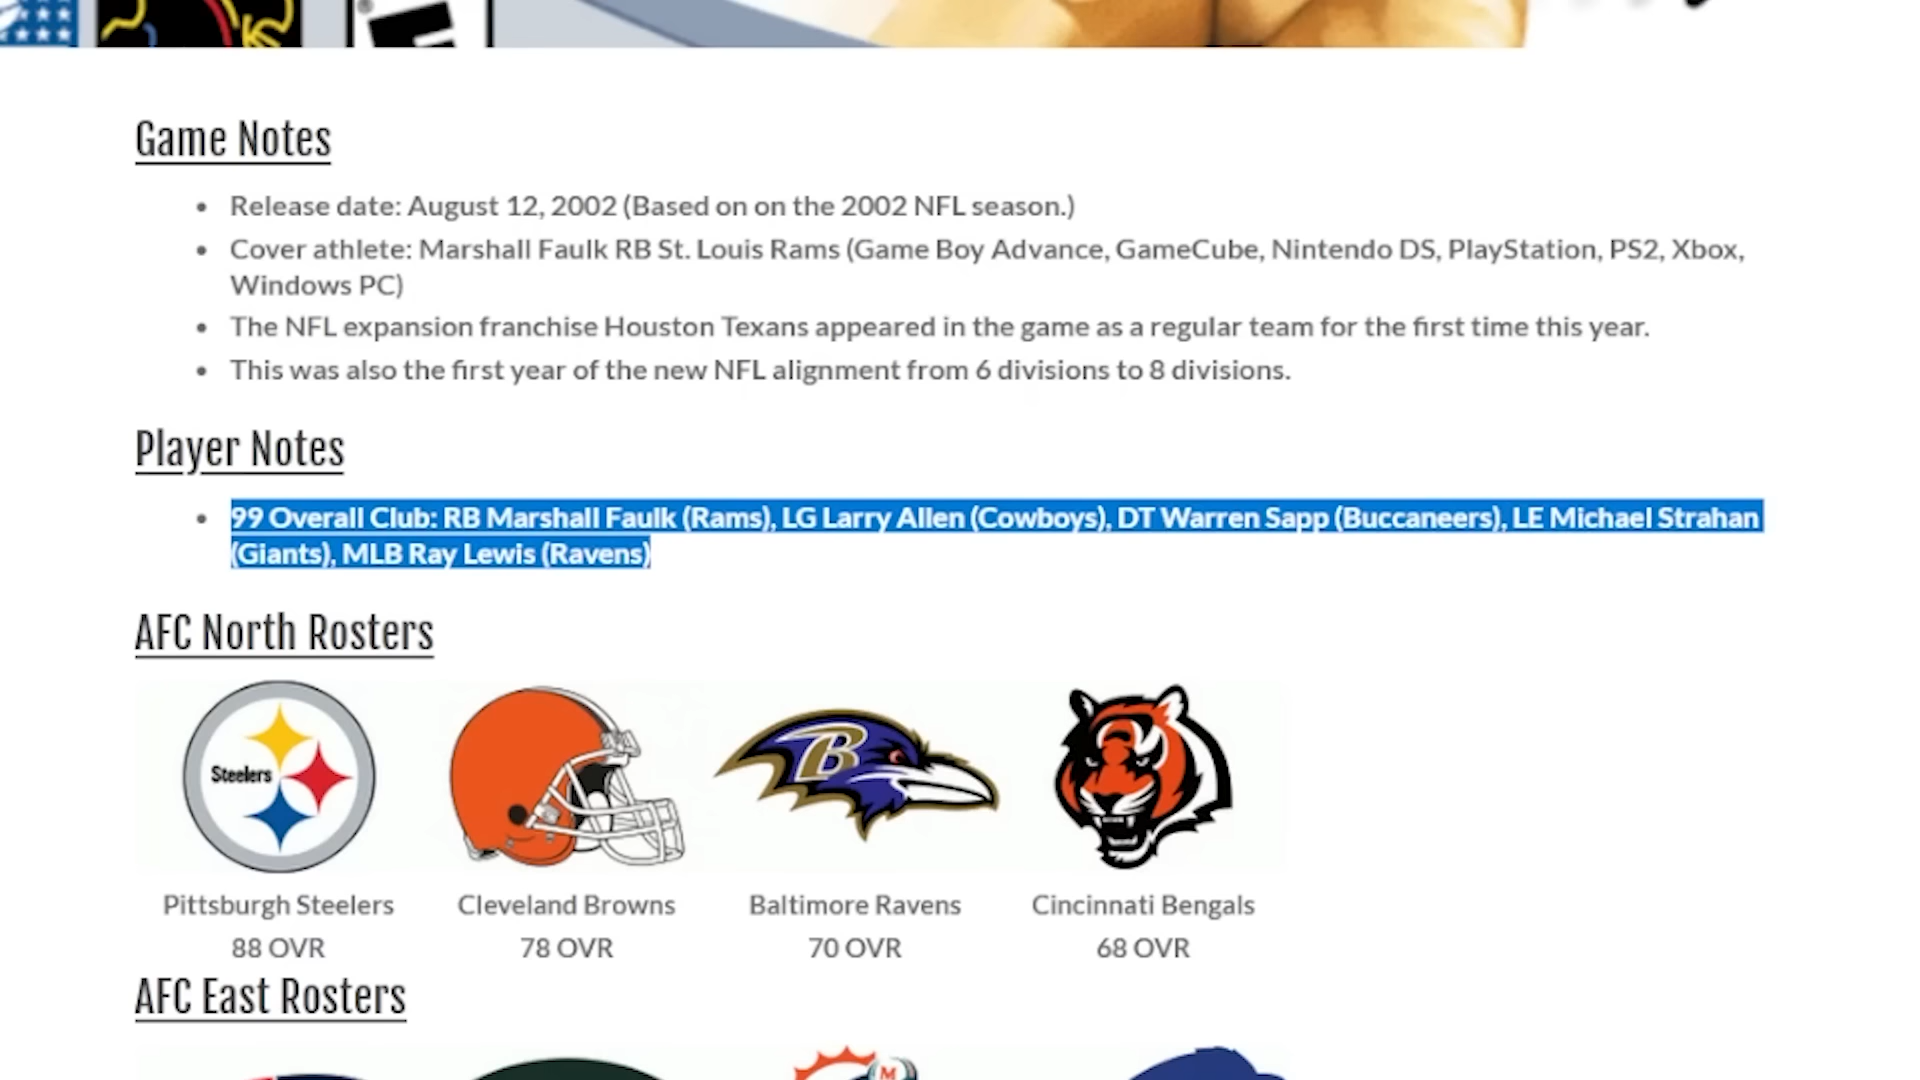 Game Notes
Release date: August 12, 2002 (Based on on the 2002 NFL season.)
Cover athlete: Marshall Faulk RB St. Louis Rams (Game Boy Advance, GameCube, Nintendo DS, PlayStation, PS2, Xbox,
Windows PC)
The NFL expansion franchise Houston Texans appeared in the game as a regular team for the first time this year.
This was also the first year of the new NFL alignment from 6 divisions to 8 divisions.
Player Notes
99 Overall Club: RB Marshall Faulk (Rams), LG Larry Allen (Cowboys), DT Warren Sapp (Buccaneers), LE Michael Strahan
(Giants), MLB Ray Lewis (Ravens)
AFC North Rosters
Steelers
B
Pittsburgh Steelers Cleveland Browns Baltimore Ravens Cincinnati Bengals
88 OVR 78 OVR 70 OVR 68 OVR
AFC East Rosters
M